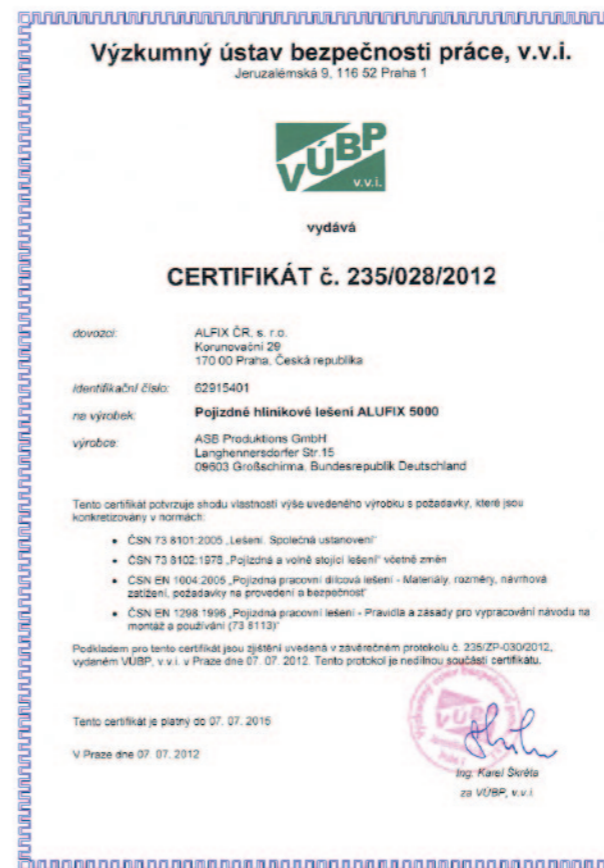 Výzkumný ústav bezpečnosti práce, v.v.i.
Jeruzalémská 9, 116 52 Praha 1
VÚBP
v.v.i.
vydává
CERTIFIKÁT č. 235/028/2012
dovozci: ALFIX ČR, s. r.o.
Korunovační 29
170 00 Praha, Česká republika
identifikační číslo: 62915401
na výrobek: Pojizdné hliníkové lešení ALUFIX 5000
výrobce: ASB Produktions GmbH
Langhennersdorfer Str.15
09603 Großschirma, Bundesrepublik Deutschland
Tento certifikát potvrzuje shodu vlastností výše uvedeného výrobku s požadavky, které jsou
konkretizovány v normách:
• ČSN 73 8101:2005 „Lešení. Společná ustanovení“
• ČSN 73 8102:1978 „Pojízdná a volně stojící lešení“ včetně změn
• ČSN EN 1004:2005 „Pojízdná pracovní dílcová lešení - Materiály, rozměry, návrhová
zatížení, požadavky na provedení a bezpečnost“
• ČSN EN 1298:1996 „Pojízdná pracovní lešení - Pravidla a zásady pro vypracování návodu na
montáž a používání (73 8113)“
Podkladem pro tento certifikát jsou zjištění uvedená v závěrečném protokolu č. 235/ZP-030/2012,
vydaném VÚBP, v.v.i. v Praze dne 07. 07. 2012. Tento protokol je nedílnou součástí certifikátu.
Tento certifikát je platný do 07. 07. 2015
V Praze dne 07. 07. 2012
Ing. Karel Škréta
za VÚBP, v.v.i.